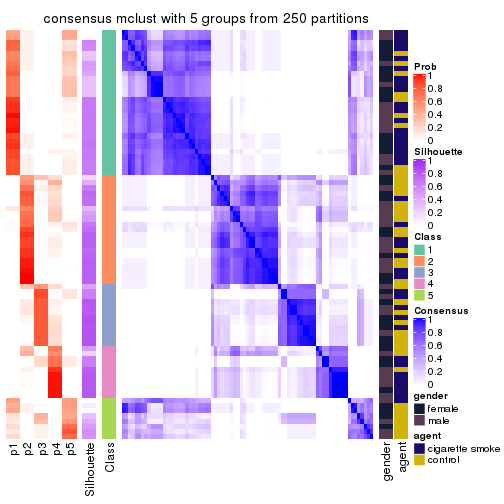 consensus mclust with 5 groups from 250 partitions
Prob
1
0.8
0.6
0.4
0.2
0
Silhouette
1
0.8
0.6
0.4
0.2
0
Class
1
2
3
4
5
Consensus
1
0.8
0.6
0.4
0.2
0
gender
female
male
agent
cigarette smoke
control
p1
p2
p3
p4
p5
Silhouette
Class
gender
agent